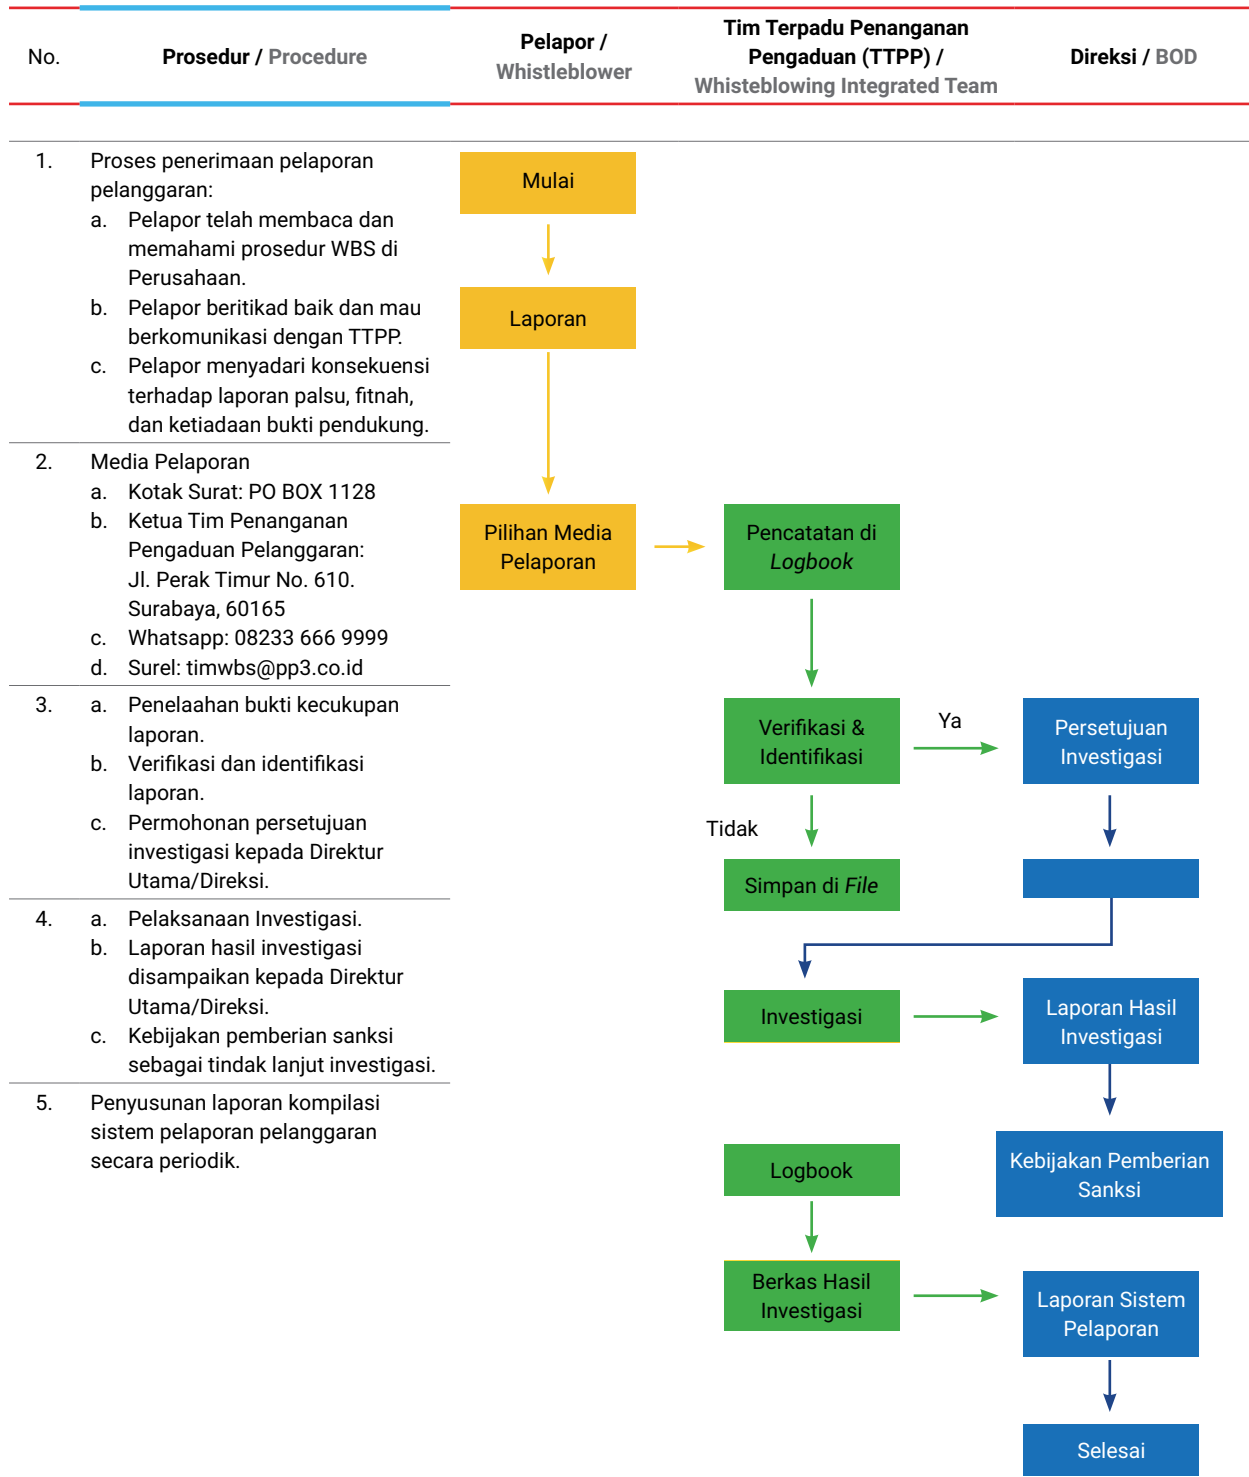 No.
Prosedur / Procedure
Pelapor /
Whistleblower
Tim Terpadu Penanganan
Pengaduan (TTPP) /
Whisteblowing Integrated Team
Direksi / BOD
1.
Proses penerimaan pelaporan
pelanggaran:
a. Pelapor telah membaca dan
memahami prosedur WBS di
Perusahaan.
b. Pelapor beritikad baik dan mau
berkomunikasi dengan TTPP.
c. Pelapor menyadari konsekuensi
terhadap laporan palsu, fitnah,
dan ketiadaan bukti pendukung.
Mulai
Laporan
2.
Media Pelaporan
a. Kotak Surat: PO BOX 1128
b. Ketua Tim Penanganan
Pengaduan Pelanggaran:
Jl. Perak Timur No. 610.
Surabaya, 60165
c. Whatsapp: 08233 666 9999
d. Surel: timwbs@pp3.co.id
Pilihan Media
Pelaporan
Pencatatan di
Logbook
3.
a. Penelaahan bukti kecukupan
laporan.
b. Verifikasi dan identifikasi
laporan.
c. Permohonan persetujuan
investigasi kepada Direktur
Utama/Direksi.
Verifikasi &
Identifikasi
Ya
Persetujuan
Investigasi
Tidak
Simpan di File
4.
a. Pelaksanaan Investigasi.
b. Laporan hasil investigasi
disampaikan kepada Direktur
Utama/Direksi.
c. Kebijakan pemberian sanksi
sebagai tindak lanjut investigasi.
Investigasi
Laporan Hasil
Investigasi
5.
Penyusunan laporan kompilasi
sistem pelaporan pelanggaran
secara periodik.
Kebijakan Pemberian
Sanksi
Logbook
Berkas Hasil
Investigasi
Laporan Sistem
Pelaporan
Selesai